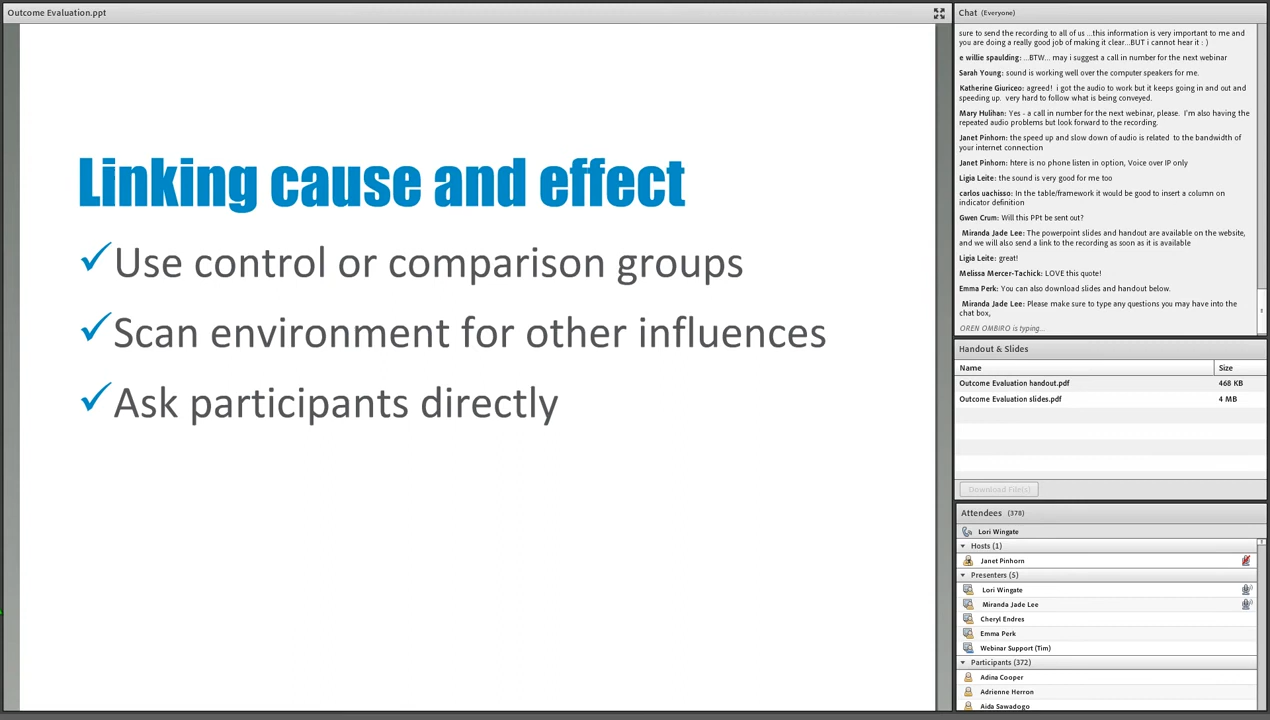 Outcome Evaluation.ppt
Linking cause and effect
Use control or comparison groups
Scan environment for other influences
Ask participants directly
Chat (Everyone)
sure to send the recording to all of us ...this information is very important to me and
you are doing a really good job of making it clear...BUT i cannot hear it : )
e willie spaulding: ...BTW... may i suggest a call in number for the next webinar
Sarah Young: sound is working well over the computer speakers for me.
Katherine Giuriceo: agreed! i got the audio to work but it keeps going in and out and
speeding up. very hard to follow what is being conveyed.
Mary Hulihan: Yes - a call in number for the next webinar, please. I'm also having the
repeated audio problems but look forward to the recording.
Janet Pinhorn: the speed up and slow down of audio is related to the bandwidth of
your internet connection
Janet Pinhorn: htere is no phone listen in option, Voice over IP only
Ligia Leite: the sound is very good for me too
carlos uachisso: In the table/framework it would be good to insert a column on
indicator definition
Gwen Crum: Will this PPt be sent out?
Miranda Jade Lee: The powerpoint slides and handout are available on the website,
and we will also send a link to the recording as soon as it is available
Ligia Leite: great!
Melissa Mercer-Tachick: LOVE this quote!
Emma Perk: You can also download slides and handout below.
Miranda Jade Lee: Please make sure to type any questions you may have into the
chat box,
OREN OMBIRO is typing...
Handout & Slides
Name Size
Outcome Evaluation handout.pdf 468 KB
Outcome Evaluation slides.pdf 4 MB
Download File(s)
Attendees (378)
Lori Wingate
Hosts (1)
Janet Pinhorn
Presenters (5)
Lori Wingate
Miranda Jade Lee
Cheryl Endres
Emma Perk
Webinar Support (Tim)
Participants (372)
Adina Cooper
Adrienne Herron
Aida Sawadogo